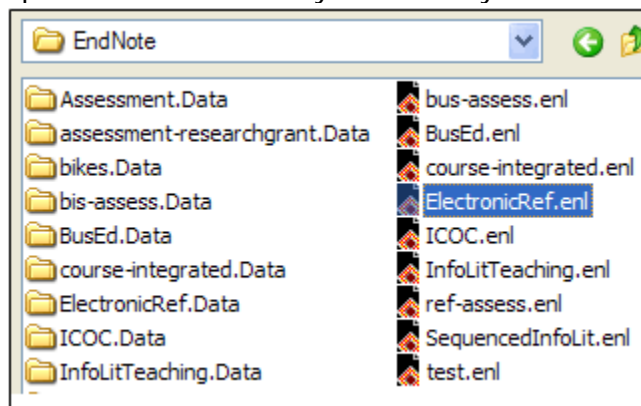 EndNote
Assessment.Data
assessment-researchgrant.Data
bikes.Data
bis-assess.Data
BusEd.Data
course-integrated.Data
ElectronicRef.Data
ICOC.Data
InfoLitTeaching.Data
bus-assess.enl
BusEd.enl
course-integrated.enl
ElectronicRef.enl
ICOC.enl
InfoLitTeaching.enl
ref-assess.enl
SequencedInfoLit.enl
test.enl